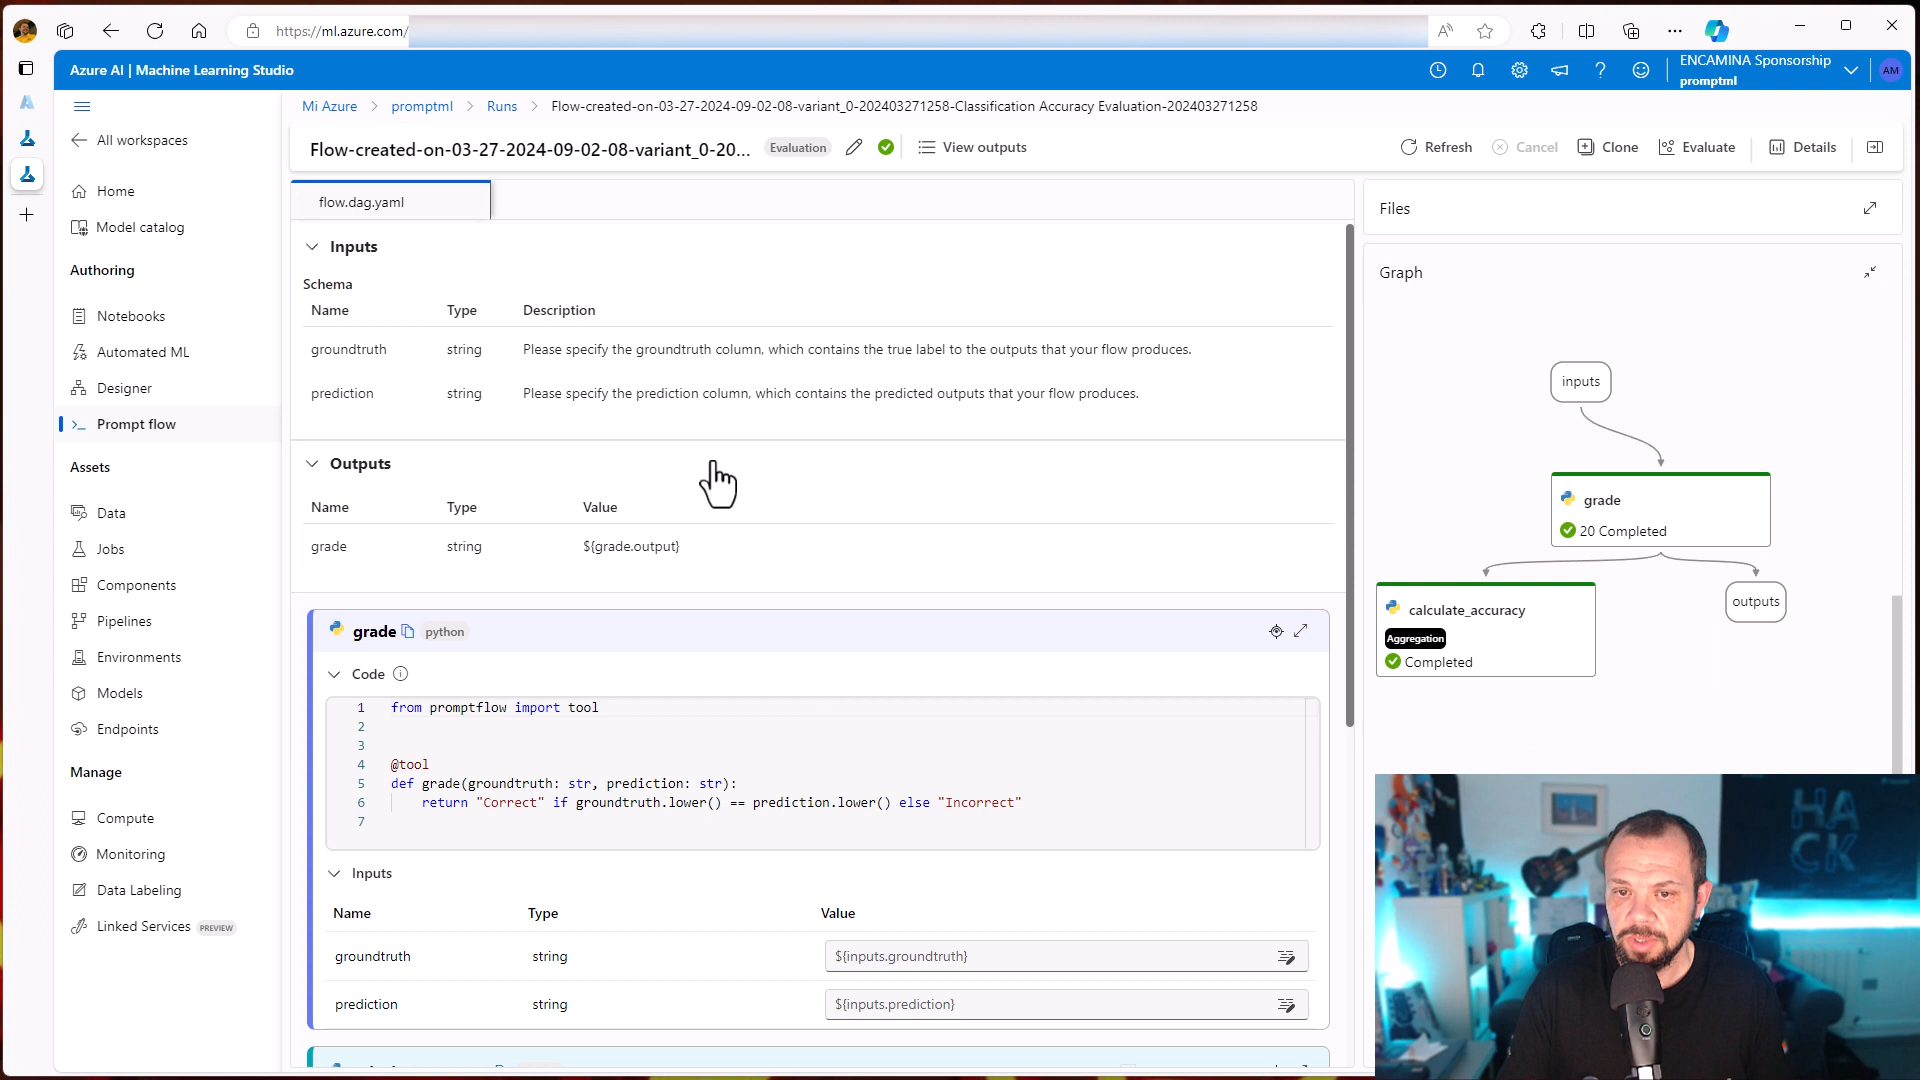 https://ml.azure.com/
Azure AI | Machine Learning Studio
ENCAMINA Sponsorship
promptml
AM
Mi Azure > promptml > Runs > Flow-created-on-03-27-2024-09-02-08-variant_0-202403271258-Classification Accuracy Evaluation-202403271258
All workspaces
Home
Model catalog
Authoring
Notebooks
Automated ML
Designer
Prompt flow
Assets
Data
Jobs
Components
Pipelines
Environments
Models
Endpoints
Manage
Compute
Monitoring
Data Labeling
Linked Services PREVIEW
Flow-created-on-03-27-2024-09-02-08-variant_0-20... Evaluation View outputs
Refresh Cancel Clone Evaluate Details
flow.dag.yaml
Inputs
Schema
Name Type Description
groundtruth string Please specify the groundtruth column, which contains the true label to the outputs that your flow produces.
prediction string Please specify the prediction column, which contains the predicted outputs that your flow produces.
Outputs
Name Type Value
grade string ${grade.output}
grade python
Code
1 from promptflow import tool
2
3
4 @tool
5 def grade(groundtruth: str, prediction: str):
6 return "Correct" if groundtruth.lower() == prediction.lower() else "Incorrect"
7
Inputs
Name Type Value
groundtruth string ${inputs.groundtruth}
prediction string ${inputs.prediction}
Files
Graph
inputs
grade
20 Completed
calculate_accuracy
Aggregation
Completed
outputs
HA
CK